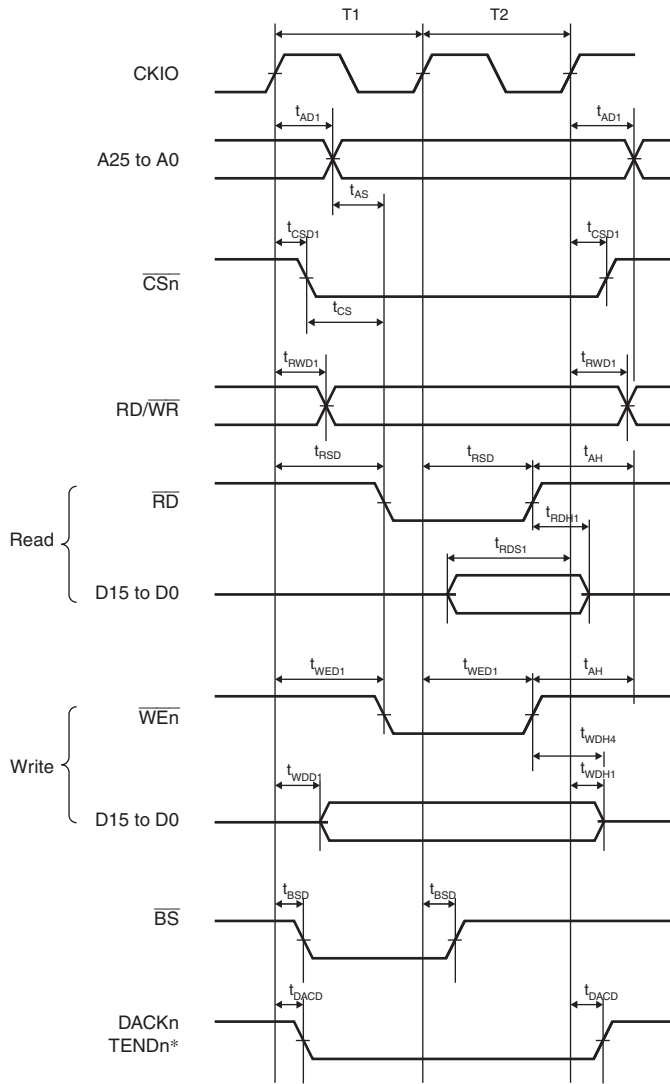 T1 T2
CKIO
tAD1 tAD1
A25 to A0
tAS
tCSD1 tCSD1
CSn
tCS
tRWD1 tRWD1
RD/WR
tRSD tRSD tAH
RD
tRDH1
Read
tRDS1
D15 to D0
tWED1 tWED1 tAH
WEn
tWDH4
Write
tWDD1 tWDH1
D15 to D0
tBSD tBSD
BS
tDACD tDACD
DACKn
TENDn*